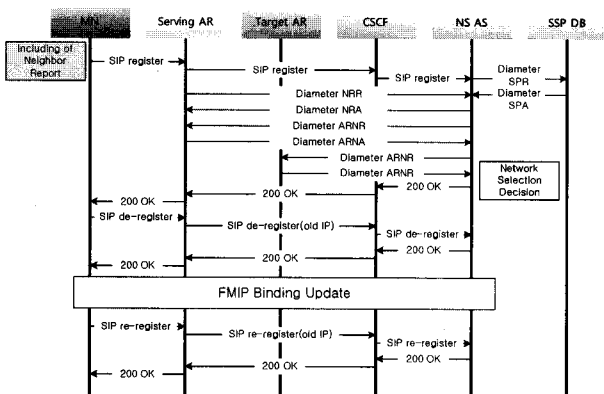 MN
Serving AR
Target AR
CSCF
NS AS
SSP DB
Including of
Neighbor
Report
SIP register
SIP register
SIP register
Diameter
SPR
Diameter NRR
Diameter
SPA
Diameter NRA
Diameter ARNR
Diameter ARNA
Diameter ARNR
Diameter ARNR
Network
Selection
Decision
200 OK
200 OK
200 OK
SIP de-register
SIP de-register(old IP)
SIP de-register
200 OK
200 OK
200 OK
FMIP Binding Update
SIP re-register
SIP re-register(old IP)
SIP re-register
200 OK
200 OK
200 OK